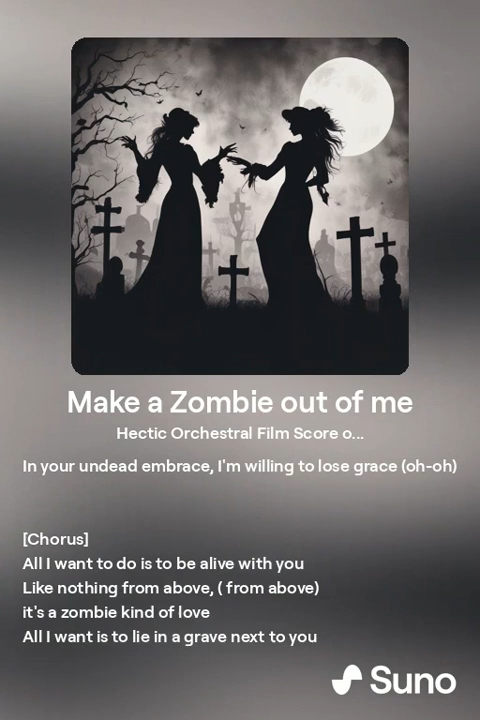 Make a Zombie out of me
Hectic Orchestral Film Score o...
In your undead embrace, I'm willing to lose grace (oh-oh)
[Chorus]
All I want to do is to be alive with you
Like nothing from above, ( from above)
it's a zombie kind of love
All I want is to lie in a grave next to you
Suno